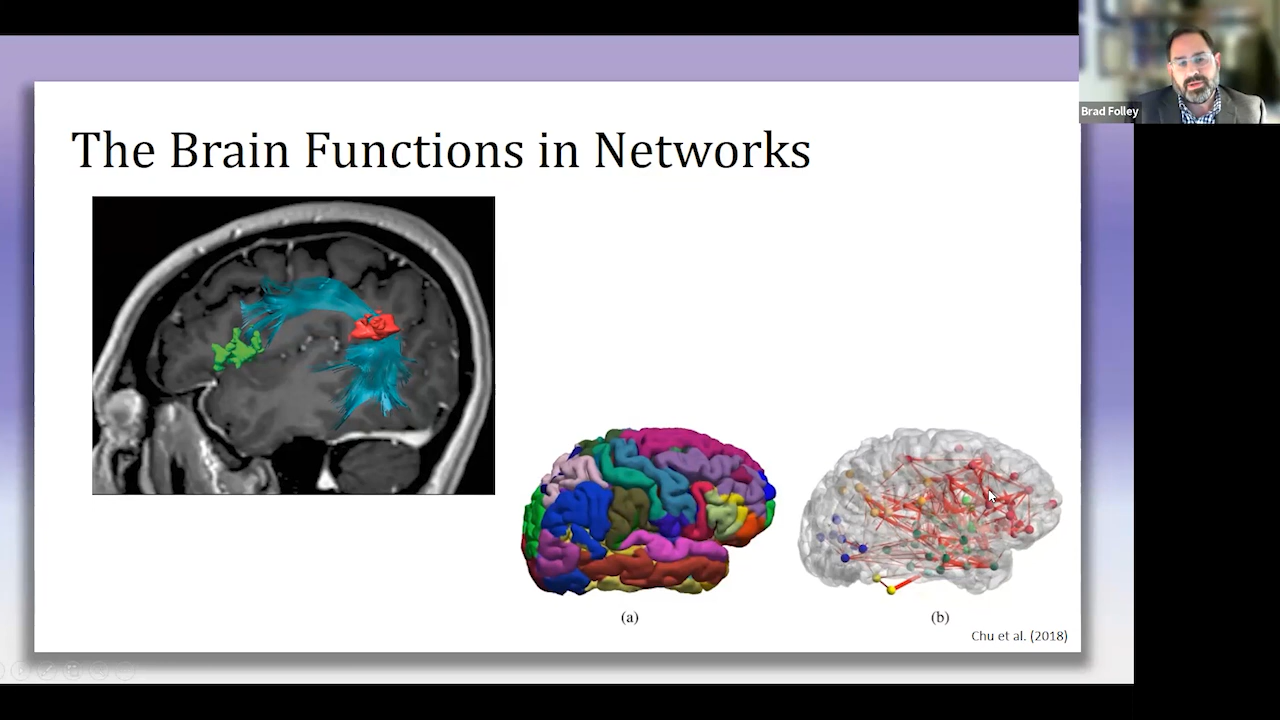 Brad Folley
The Brain Functions in Networks
(a)
(b)
Chu et al. (2018)